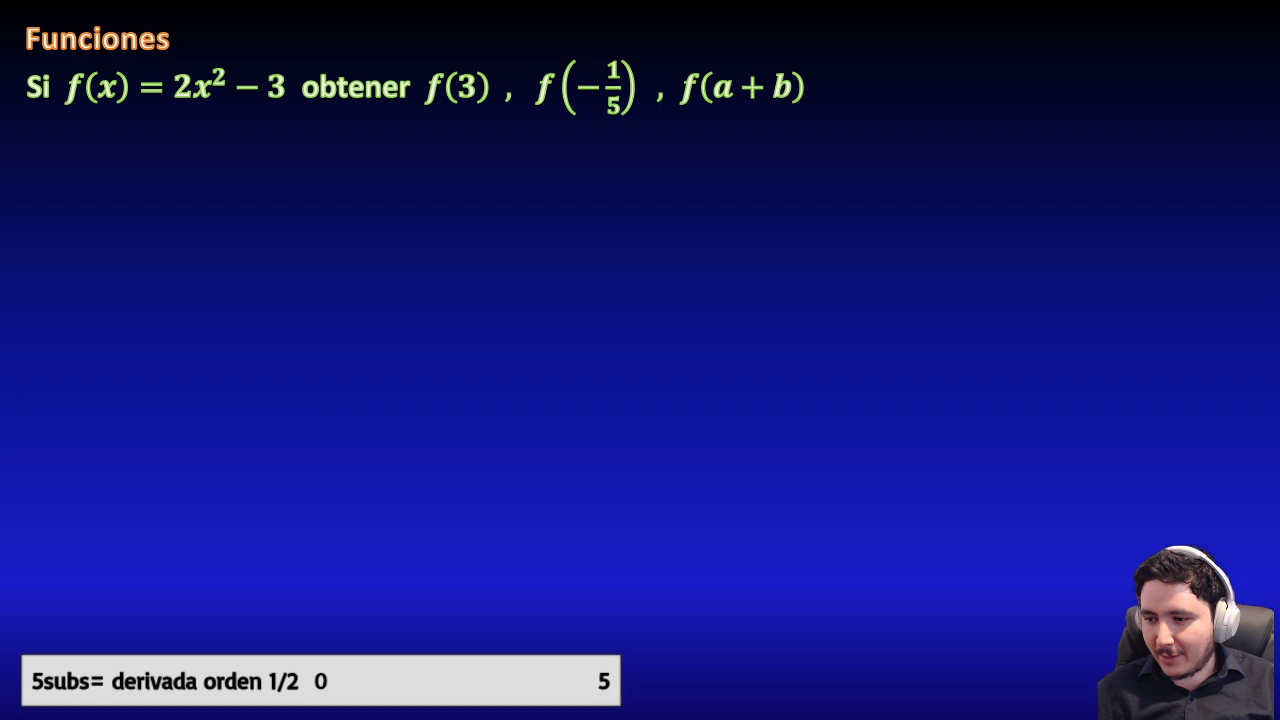 Funciones
Si f(x) = 2x² − 3 obtener f(3) , f(−1/5) , f(a + b)
5subs= derivada orden 1/2 0 5